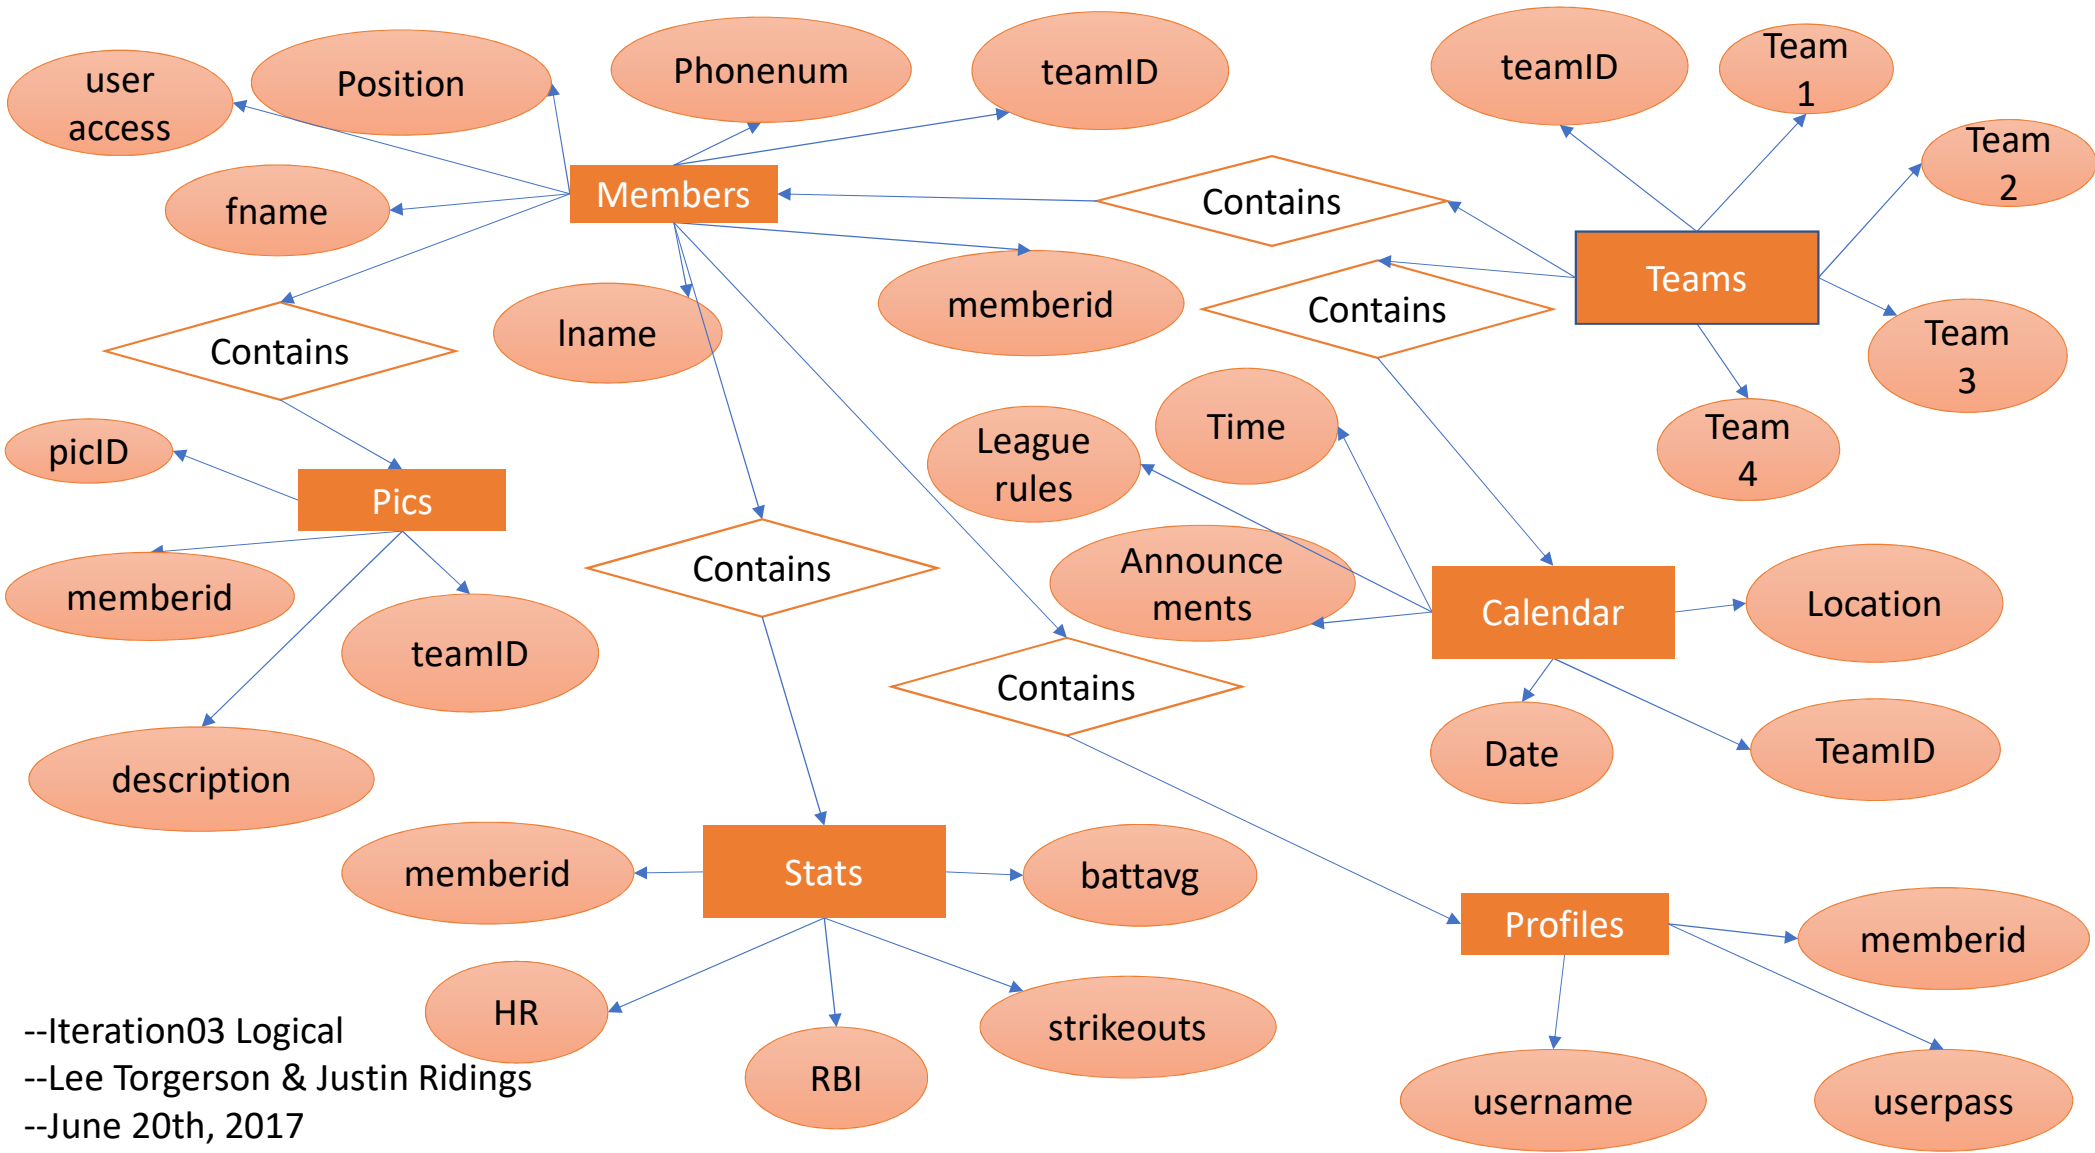 user
access
Position
Phonenum
teamID
teamID
Team
1
Team
2
fname
Members
Contains
Teams
memberid
Contains
lname
Contains
Team
3
picID
Pics
League
rules
Time
Team
4
memberid
teamID
Contains
Announce
ments
Calendar
Location
Contains
description
Date
TeamID
memberid
Stats
battavg
Profiles
memberid
HR
RBI
strikeouts
username
userpass
--Iteration03 Logical
--Lee Torgerson & Justin Ridings
--June 20th, 2017